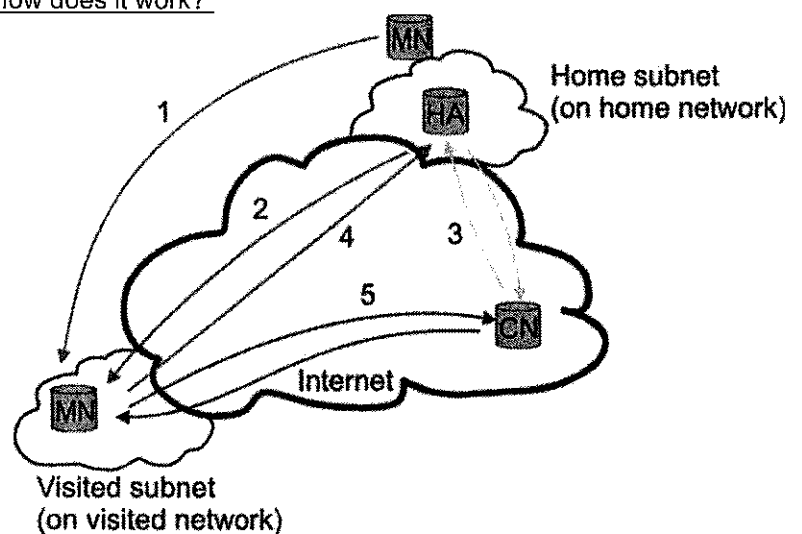 How does it work?
MN
Home subnet
(on home network)
HA
1
2
4
3
5
CN
Internet
MN
Visited subnet
(on visited network)